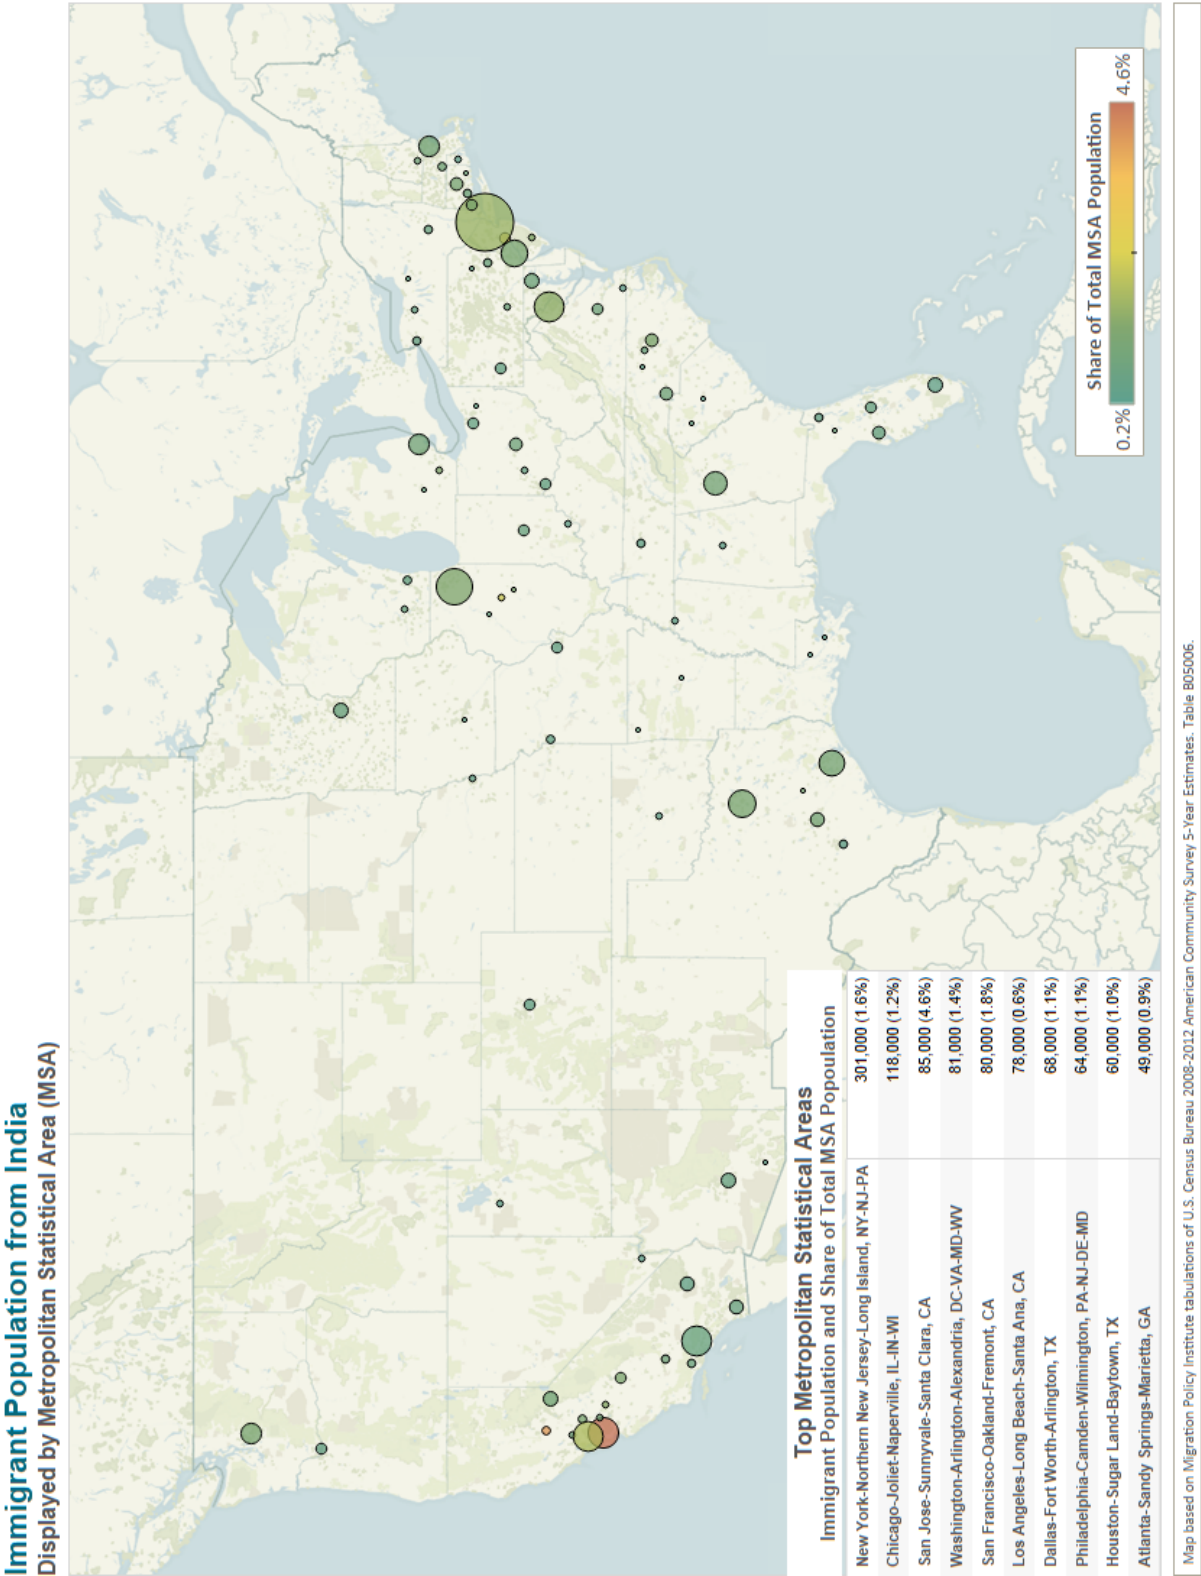 Immigrant Population from India
Displayed by Metropolitan Statistical Area (MSA)
Share of Total MSA Population
0.2% 4.6%
Top Metropolitan Statistical Areas
Immigrant Population and Share of Total MSA Popoulation
New York-Northern New Jersey-Long Island, NY-NJ-PA 301,000 (1.6%)
Chicago-Joliet-Naperville, IL-IN-WI 118,000 (1.2%)
San Jose-Sunnyvale-Santa Clara, CA 85,000 (4.6%)
Washington-Arlington-Alexandria, DC-VA-MD-WV 81,000 (1.4%)
San Francisco-Oakland-Fremont, CA 80,000 (1.8%)
Los Angeles-Long Beach-Santa Ana, CA 78,000 (0.6%)
Dallas-Fort Worth-Arlington, TX 68,000 (1.1%)
Philadelphia-Camden-Wilmington, PA-NJ-DE-MD 64,000 (1.1%)
Houston-Sugar Land-Baytown, TX 60,000 (1.0%)
Atlanta-Sandy Springs-Marietta, GA 49,000 (0.9%)
Map based on Migration Policy Institute tabulations of U.S. Census Bureau 2008-2012 American Community Survey 5-Year Estimates. Table B05006.